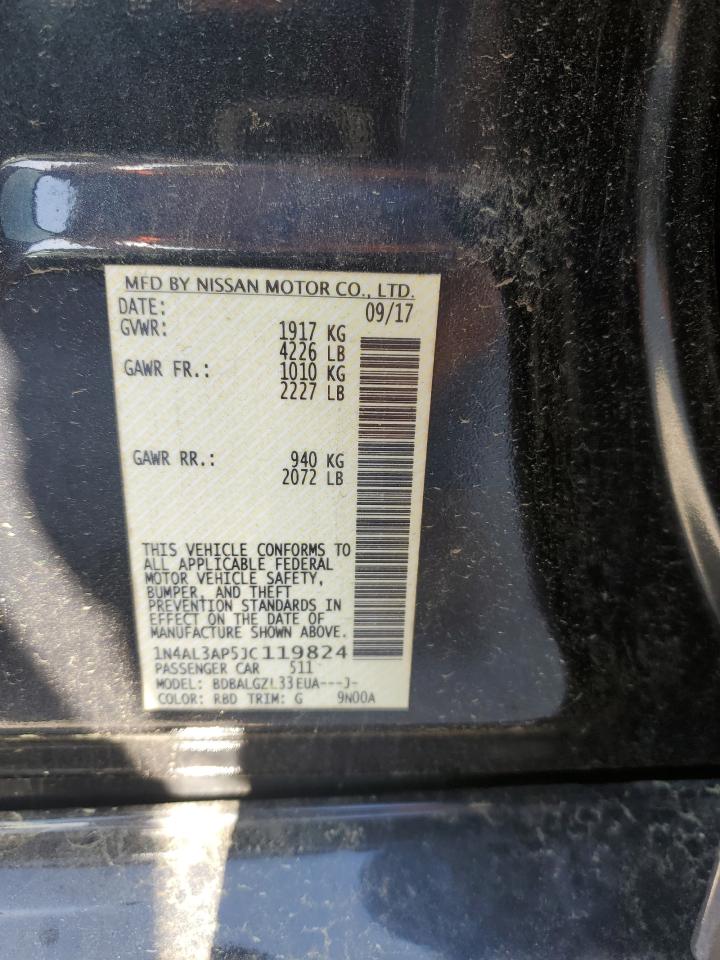 MFD BY NISSAN MOTOR CO., LTD.
DATE: 09/17
GVWR: 1917 KG
4226 LB
GAWR FR.: 1010 KG
2227 LB
GAWR RR.: 940 KG
2072 LB
THIS VEHICLE CONFORMS TO
ALL APPLICABLE FEDERAL
MOTOR VEHICLE SAFETY,
BUMPER, AND THEFT
PREVENTION STANDARDS IN
EFFECT ON THE DATE OF
MANUFACTURE SHOWN ABOVE.
1N4AL3AP5JC119824
PASSENGER CAR 511
MODEL: BDBALGZL33EUA---J-
COLOR: RBD TRIM: G 9N00A